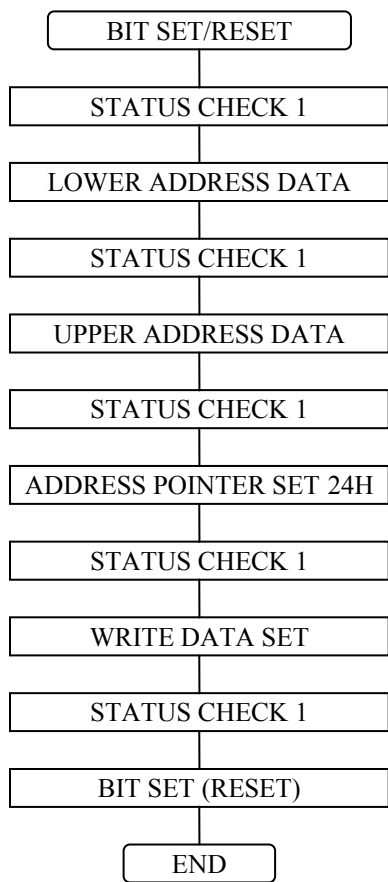 BIT SET/RESET
STATUS CHECK 1
LOWER ADDRESS DATA
STATUS CHECK 1
UPPER ADDRESS DATA
STATUS CHECK 1
ADDRESS POINTER SET 24H
STATUS CHECK 1
WRITE DATA SET
STATUS CHECK 1
BIT SET (RESET)
END